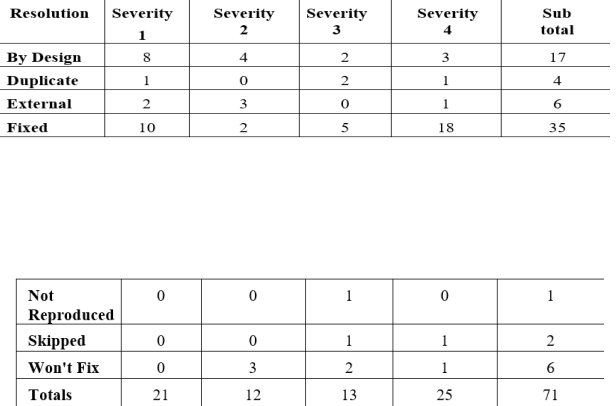 Resolution Severity 1 Severity 2 Severity 3 Severity 4 Sub total
By Design 8 4 2 3 17
Duplicate 1 0 2 1 4
External 2 3 0 1 6
Fixed 10 2 5 18 35
Not Reproduced 0 0 1 0 1
Skipped 0 0 1 1 2
Won't Fix 0 3 2 1 6
Totals 21 12 13 25 71